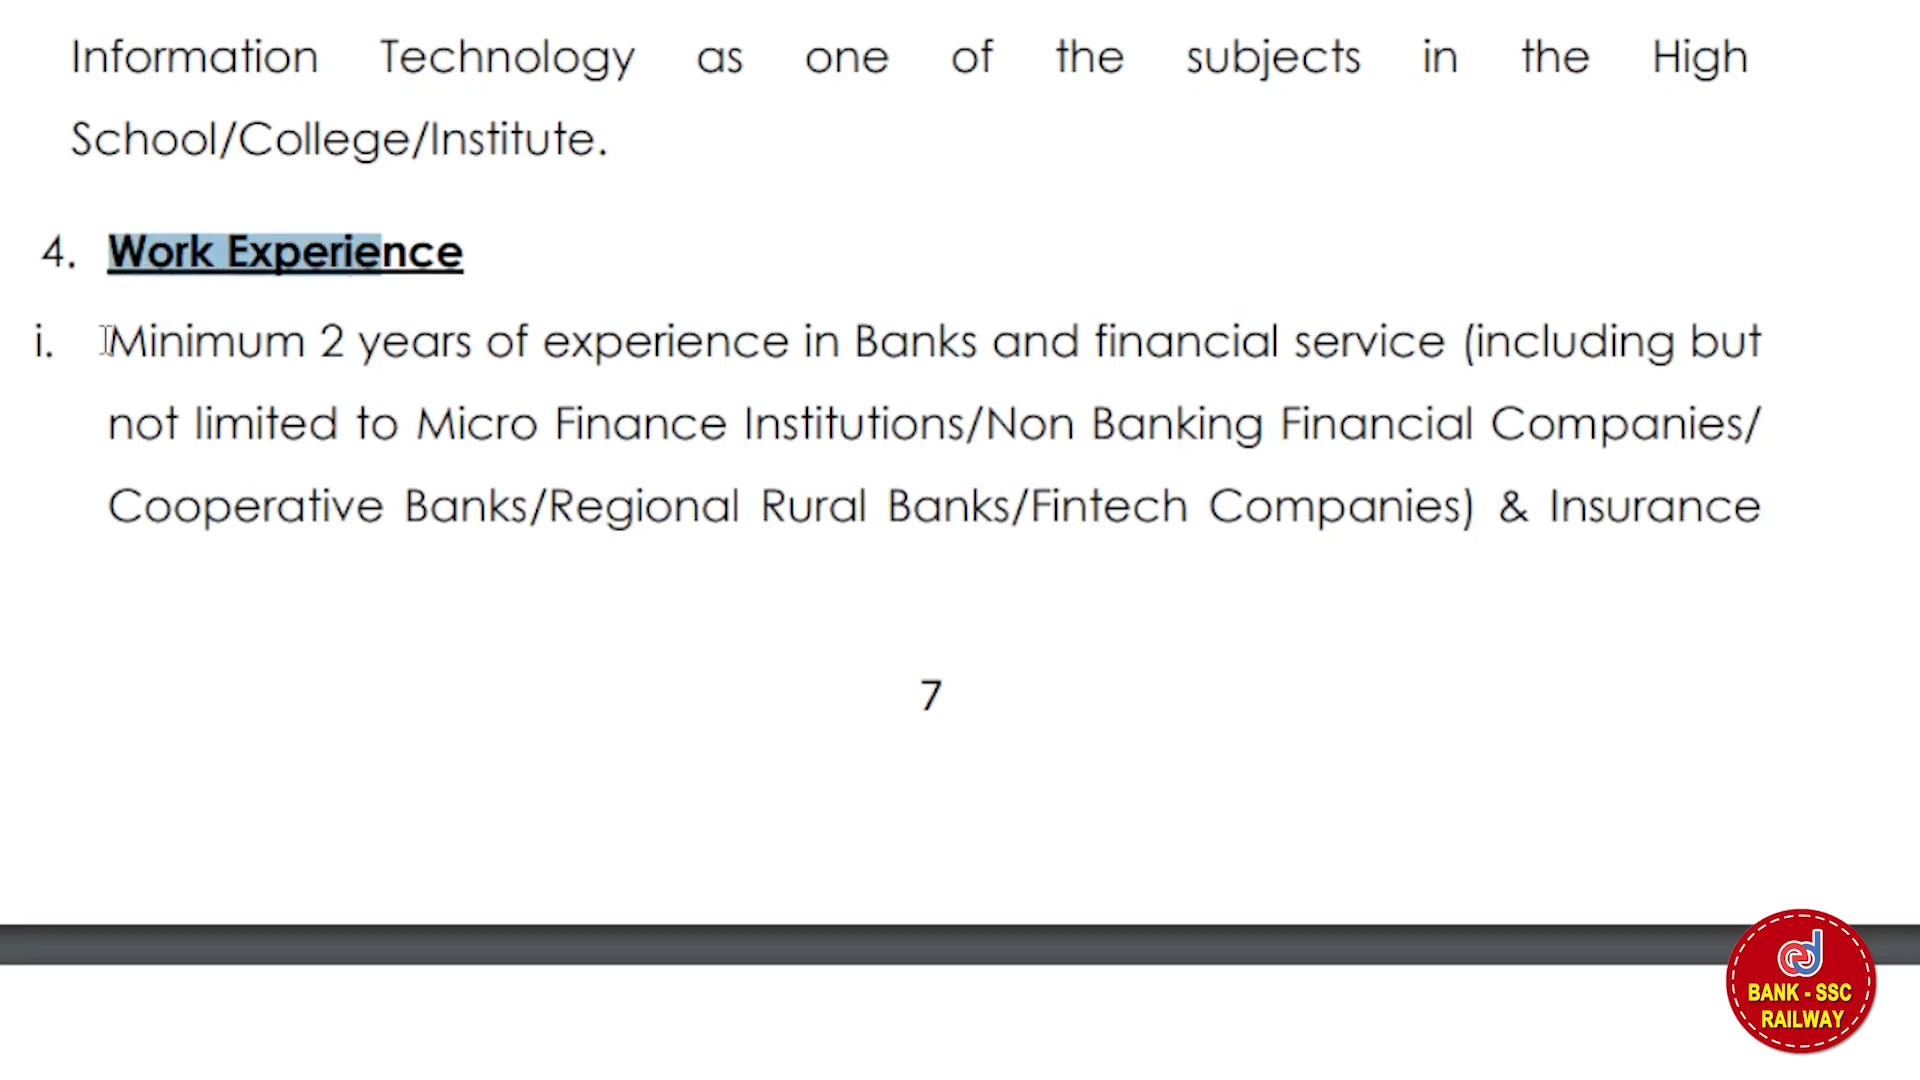 Information Technology as one of the subjects in the High
School/College/Institute.
4. Work Experience
i. Minimum 2 years of experience in Banks and financial service (including but
not limited to Micro Finance Institutions/Non Banking Financial Companies/
Cooperative Banks/Regional Rural Banks/Fintech Companies) & Insurance
7
ed
BANK - SSC
RAILWAY